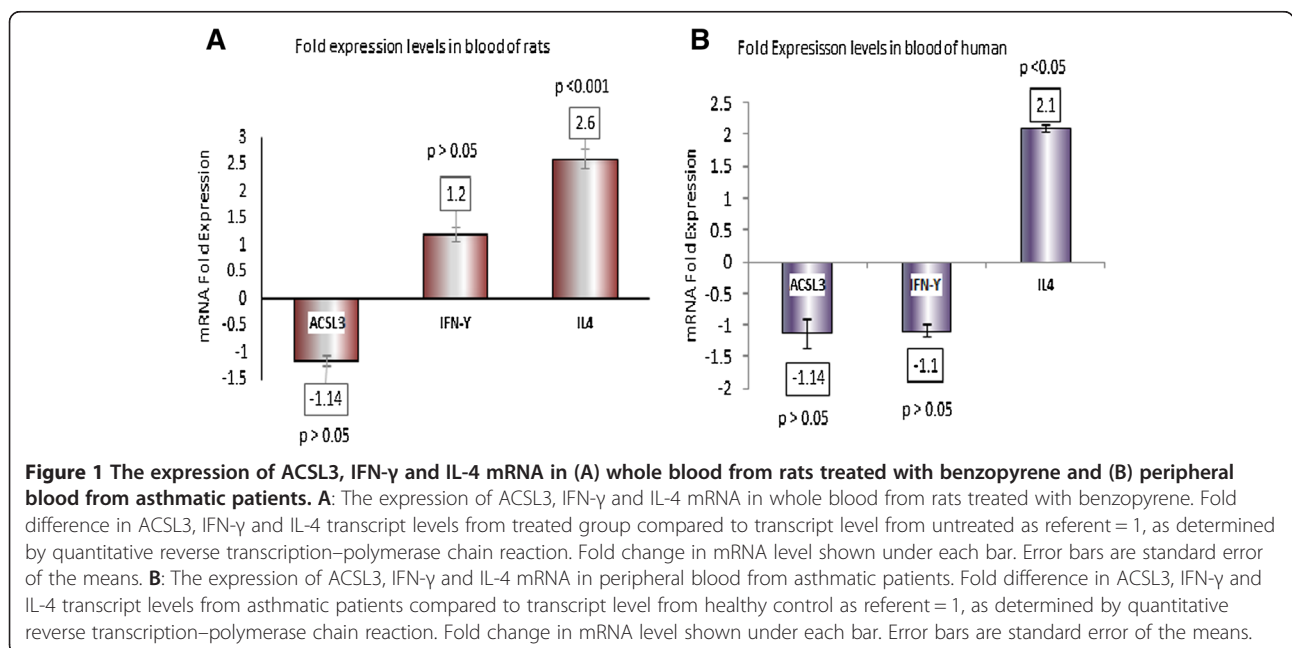 A
Fold expression levels in blood of rats
p <0.001
2.6
p > 0.05
1.2
3
2.5
2
1.5
1
0.5
0
-0.5
-1
-1.5
mRNA Fold Expression
ACSL3
IFN-Y
IL4
-1.14
p > 0.05
B
Fold Expresisson levels in blood of human
p <0.05
2.1
2.5
2
1.5
1
0.5
0
-0.5
-1
-1.5
-2
mRNA Fold Expression
ACSL3
IFN-Y
IL4
-1.14
-1.1
p > 0.05
p > 0.05
Figure 1 The expression of ACSL3, IFN-γ and IL-4 mRNA in (A) whole blood from rats treated with benzopyrene and (B) peripheral
blood from asthmatic patients. A: The expression of ACSL3, IFN-γ and IL-4 mRNA in whole blood from rats treated with benzopyrene. Fold
difference in ACSL3, IFN-γ and IL-4 transcript levels from treated group compared to transcript level from untreated as referent = 1, as determined
by quantitative reverse transcription–polymerase chain reaction. Fold change in mRNA level shown under each bar. Error bars are standard error
of the means. B: The expression of ACSL3, IFN-γ and IL-4 mRNA in peripheral blood from asthmatic patients. Fold difference in ACSL3, IFN-γ and
IL-4 transcript levels from asthmatic patients compared to transcript level from healthy control as referent = 1, as determined by quantitative
reverse transcription–polymerase chain reaction. Fold change in mRNA level shown under each bar. Error bars are standard error of the means.